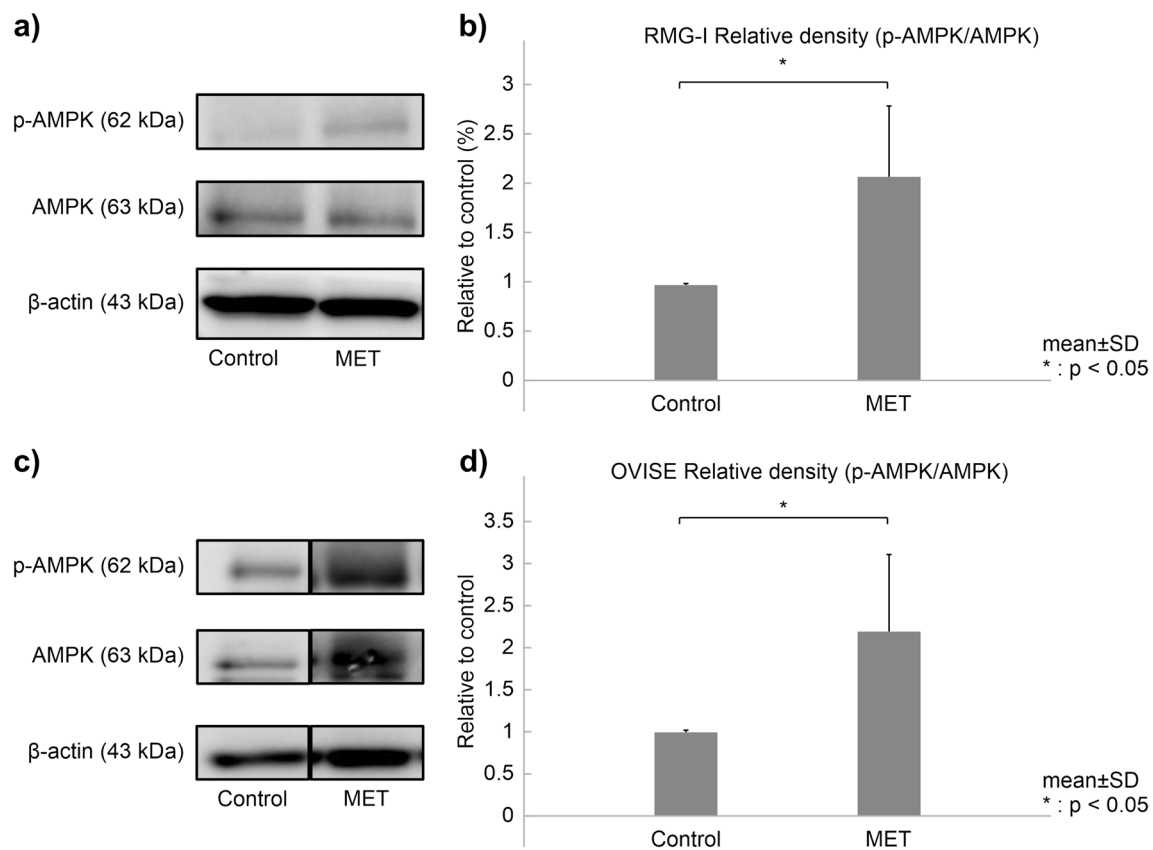 a)
p-AMPK (62 kDa)
AMPK (63 kDa)
β-actin (43 kDa)
Control MET
b)
RMG-I Relative density (p-AMPK/AMPK)
*
Relative to control (%)
3
2.5
2
1.5
1
0.5
0
Control MET
mean±SD
* : p < 0.05
c)
p-AMPK (62 kDa)
AMPK (63 kDa)
β-actin (43 kDa)
Control MET
d)
OVISE Relative density (p-AMPK/AMPK)
*
Relative to control
3.5
3
2.5
2
1.5
1
0.5
0
Control MET
mean±SD
* : p < 0.05